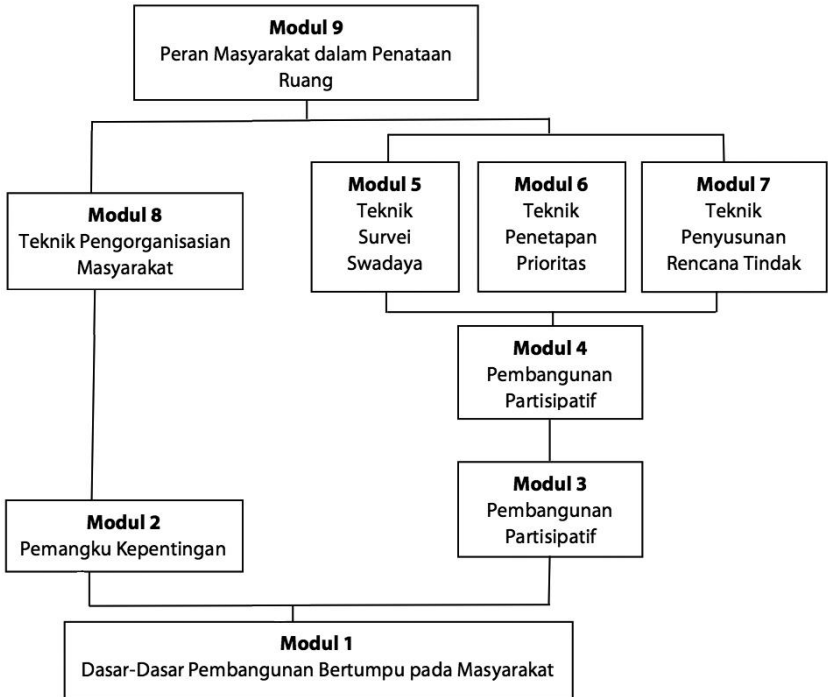 Modul 9
Peran Masyarakat dalam Penataan
Ruang
Modul 8
Teknik Pengorganisasian
Masyarakat
Modul 5
Teknik
Survei
Swadaya
Modul 6
Teknik
Penetapan
Prioritas
Modul 7
Teknik
Penyusunan
Rencana Tindak
Modul 4
Pembangunan
Partisipatif
Modul 3
Pembangunan
Partisipatif
Modul 2
Pemangku Kepentingan
Modul 1
Dasar-Dasar Pembangunan Bertumpu pada Masyarakat